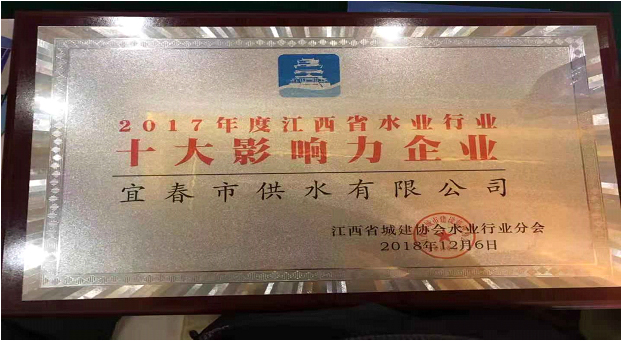 2017年度江西省水业行业
十大影响力企业
宜春市供水有限公司
江西省城建协会水业行业分会
2018年12月6日